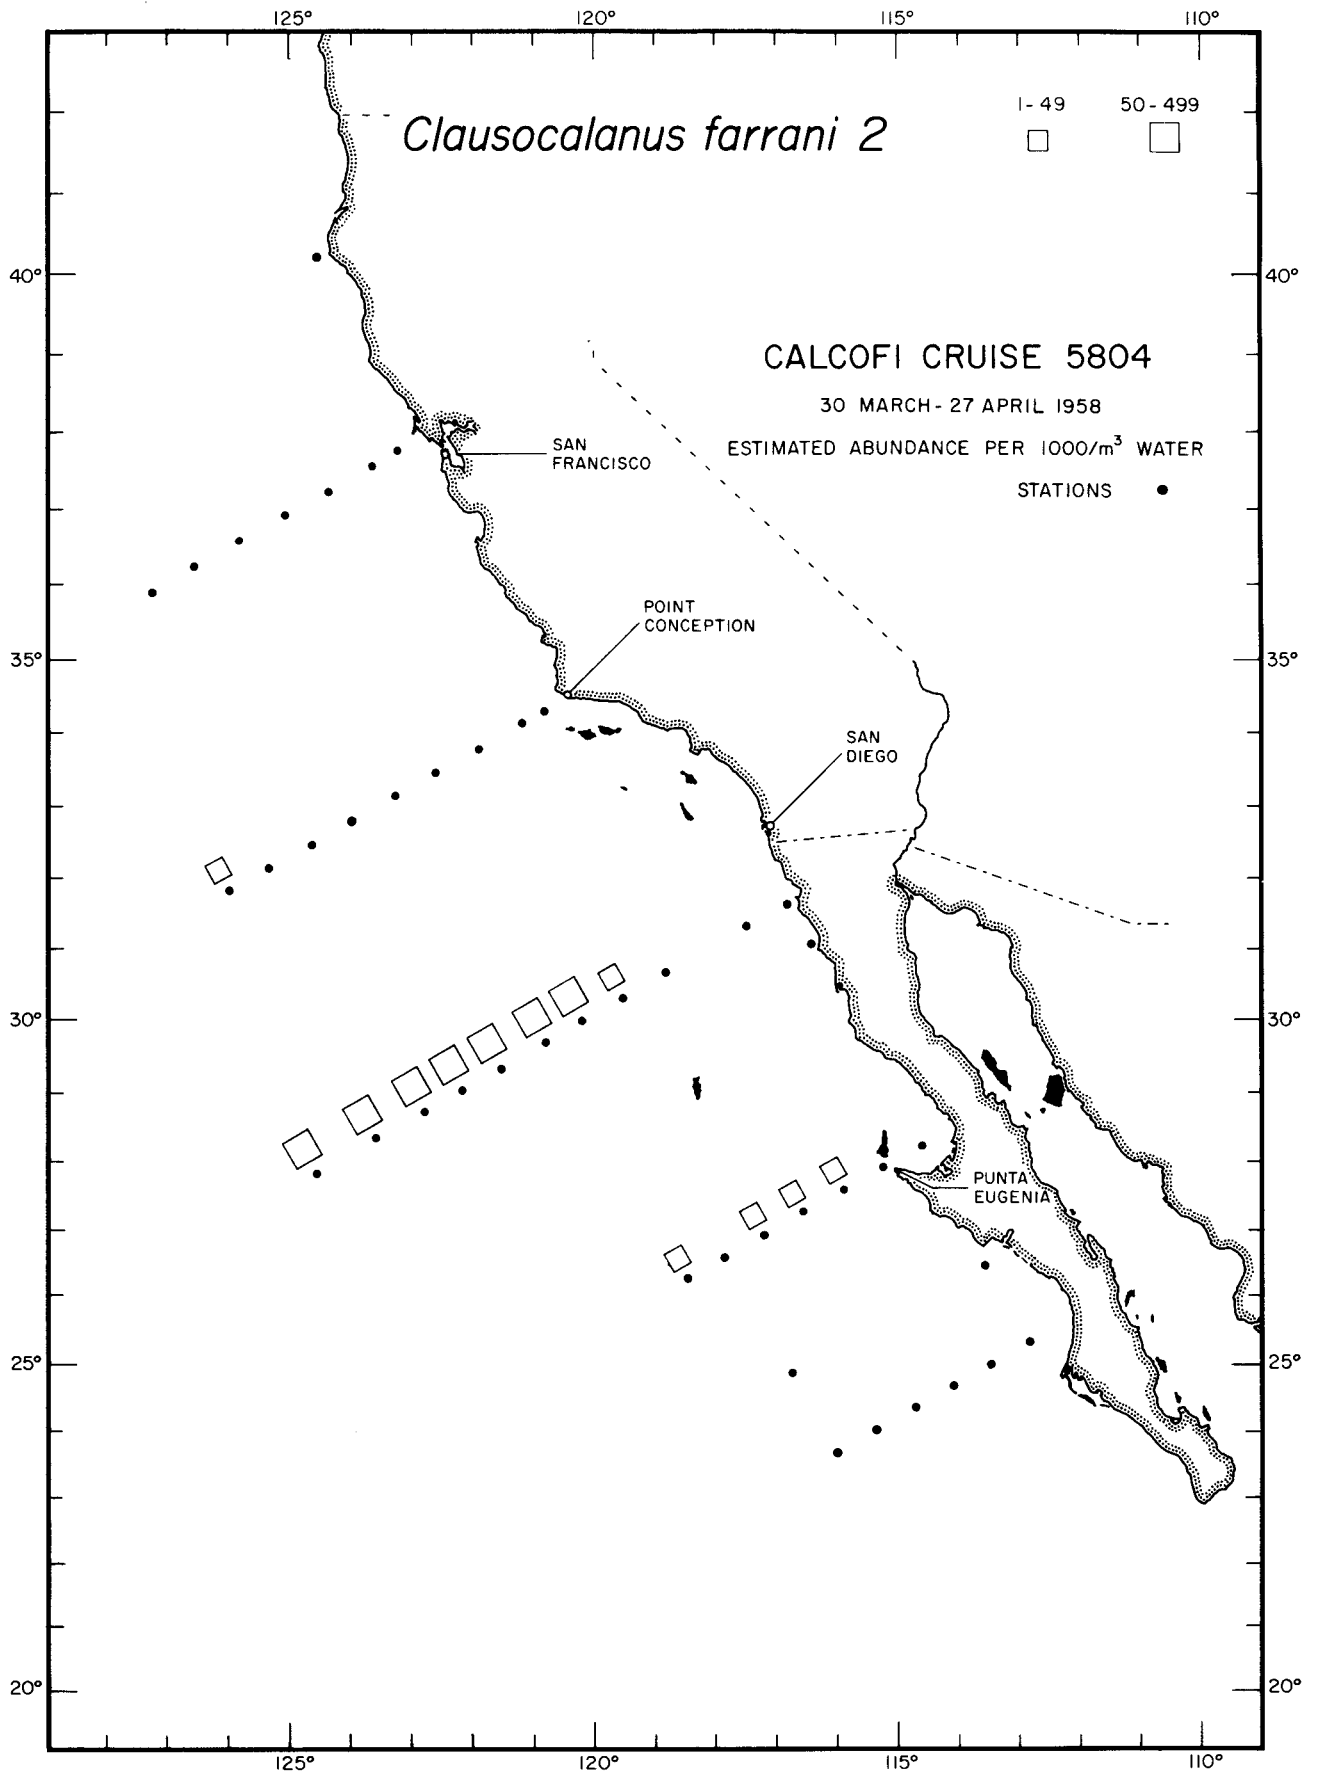 125° 120° 115° 110°
1-49 50-499
Clausocalanus farrani 2
40° 40°
CALCOFI CRUISE 5804
30 MARCH-27 APRIL 1958
ESTIMATED ABUNDANCE PER 1000/m³ WATER
STATIONS
SAN
FRANCISCO
POINT
CONCEPTION
35° 35°
SAN
DIEGO
30° 30°
PUNTA
EUGENIA
25° 25°
20° 20°
125° 120° 115° 110°